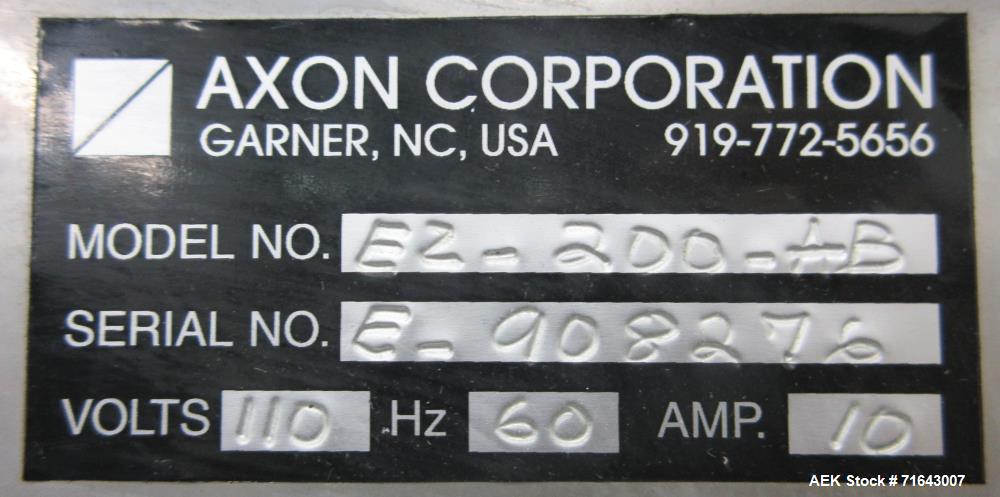 AXON CORPORATION
GARNER, NC, USA 919-772-5656
MODEL NO. EZ-200-AB
SERIAL NO. E-908276
VOLTS 110 Hz 60 AMP. 10
AEK Stock # 71643007